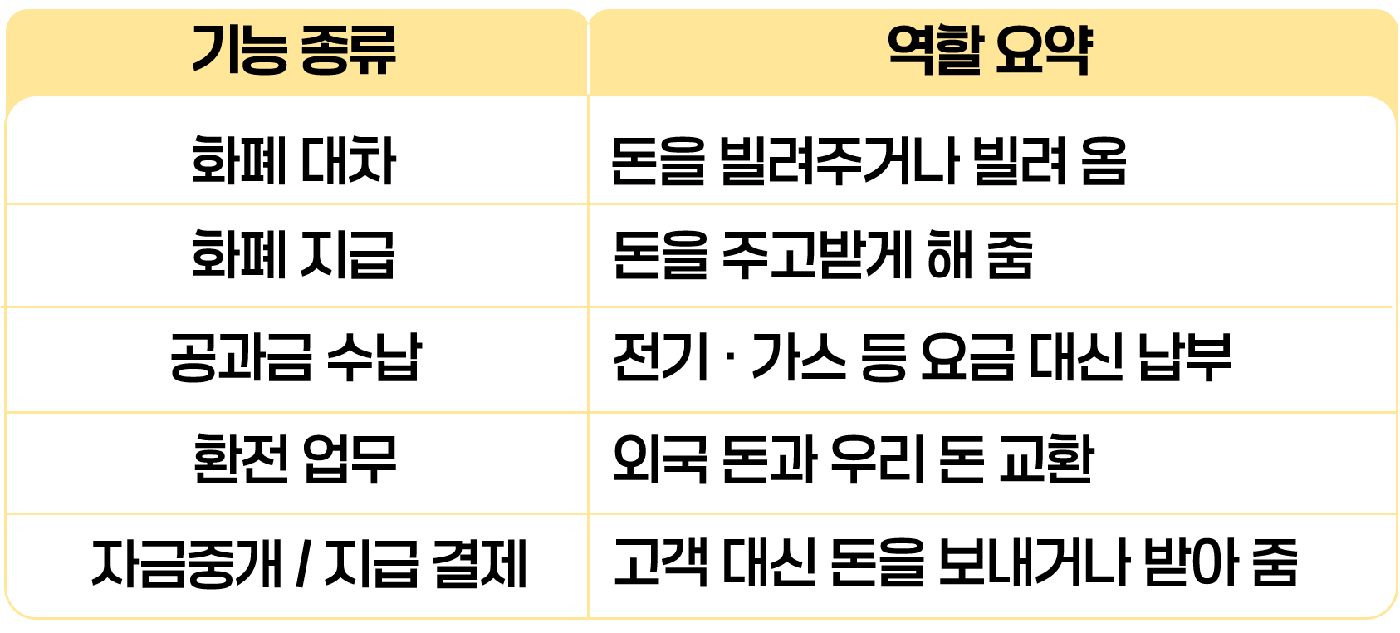 기능 종류 역할 요약
화폐 대차 돈을 빌려주거나 빌려 옴
화폐 지급 돈을 주고받게 해 줌
공과금 수납 전기 · 가스 등 요금 대신 납부
환전 업무 외국 돈과 우리 돈 교환
자금중개 / 지급 결제 고객 대신 돈을 보내거나 받아 줌